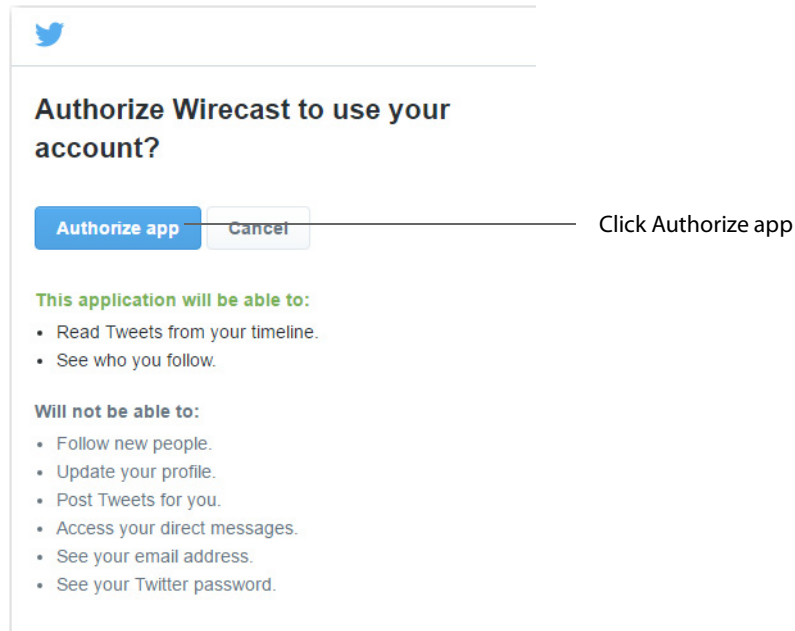 Authorize Wirecast to use your
account?
Authorize app
Cancel
Click Authorize app
This application will be able to:
• Read Tweets from your timeline.
• See who you follow.
Will not be able to:
• Follow new people.
• Update your profile.
• Post Tweets for you.
• Access your direct messages.
• See your email address.
• See your Twitter password.